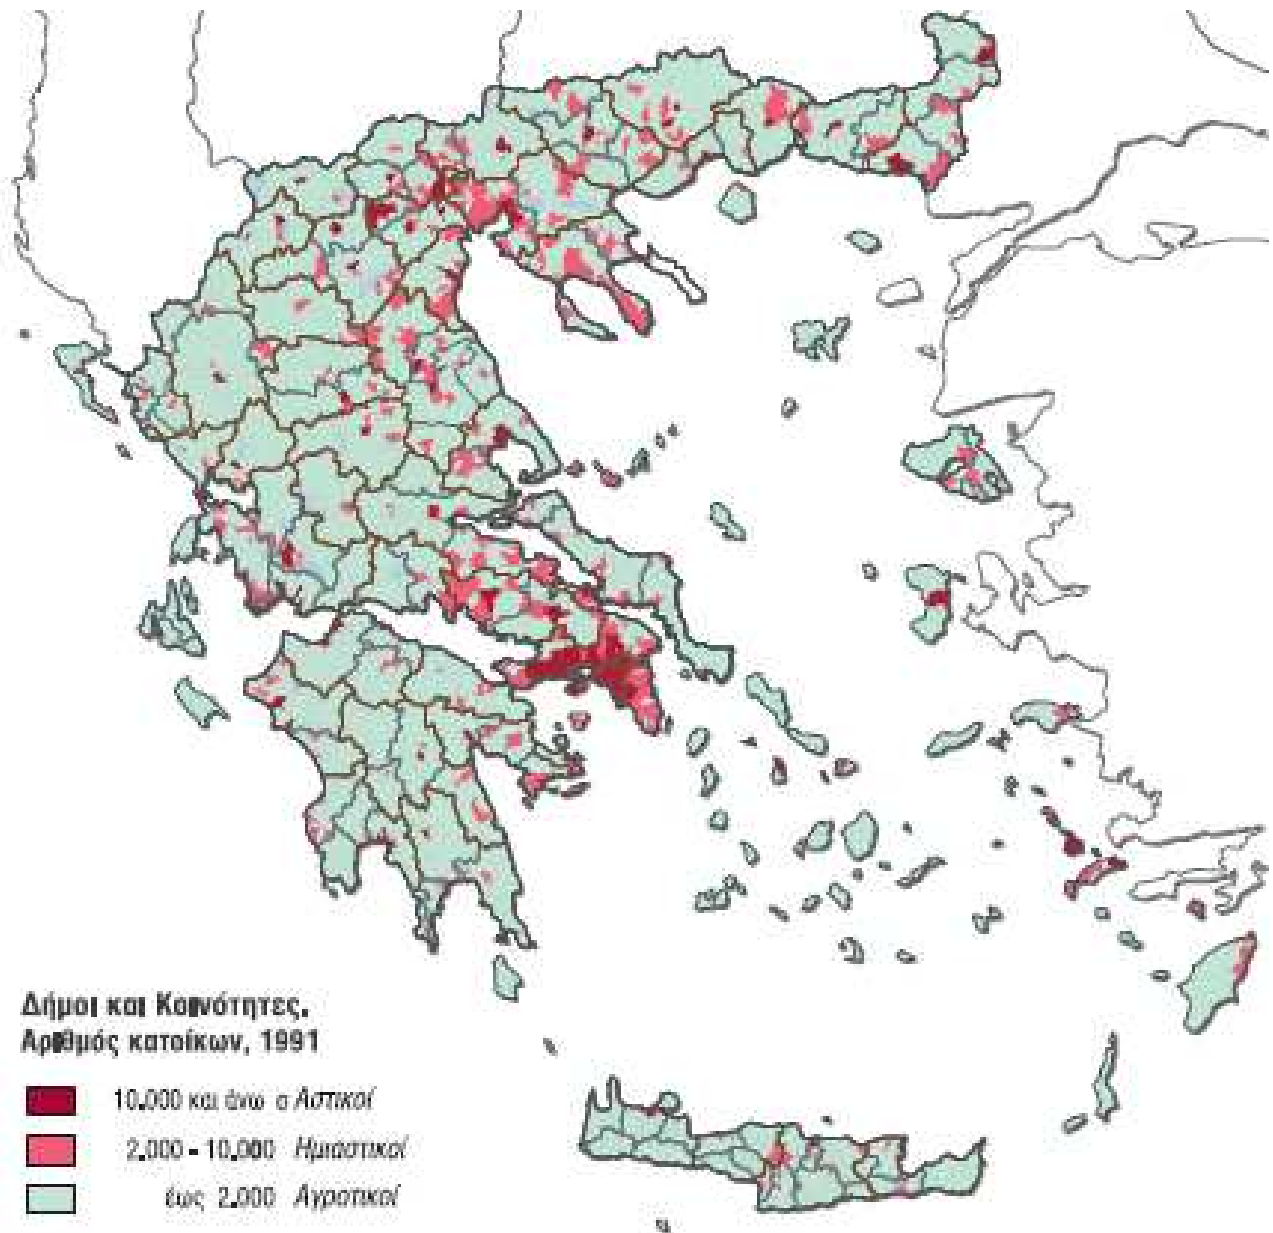 Δήμοι και Κοινότητες.
Αριθμός κατοίκων, 1991
10.000 και άνω Αστικοί
2.000 - 10.000 Ημιαστικοί
έως 2.000 Αγροτικοί